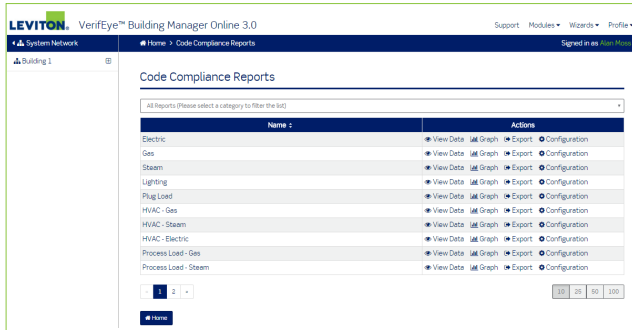 LEVITON. VerifEye™ Building Manager Online 3.0
Support Modules Wizards Profile
System Network
Home > Code Compliance Reports
Signed in as Alan Moss
Building 1
Code Compliance Reports
All Reports (Please select a category to filter the list)
Name Actions
Electric View Data Graph Export Configuration
Gas View Data Graph Export Configuration
Steam View Data Graph Export Configuration
Lighting View Data Graph Export Configuration
Plug Load View Data Graph Export Configuration
HVAC - Gas View Data Graph Export Configuration
HVAC - Steam View Data Graph Export Configuration
HVAC - Electric View Data Graph Export Configuration
Process Load - Gas View Data Graph Export Configuration
Process Load - Steam View Data Graph Export Configuration
1 2
10 25 50 100
Home